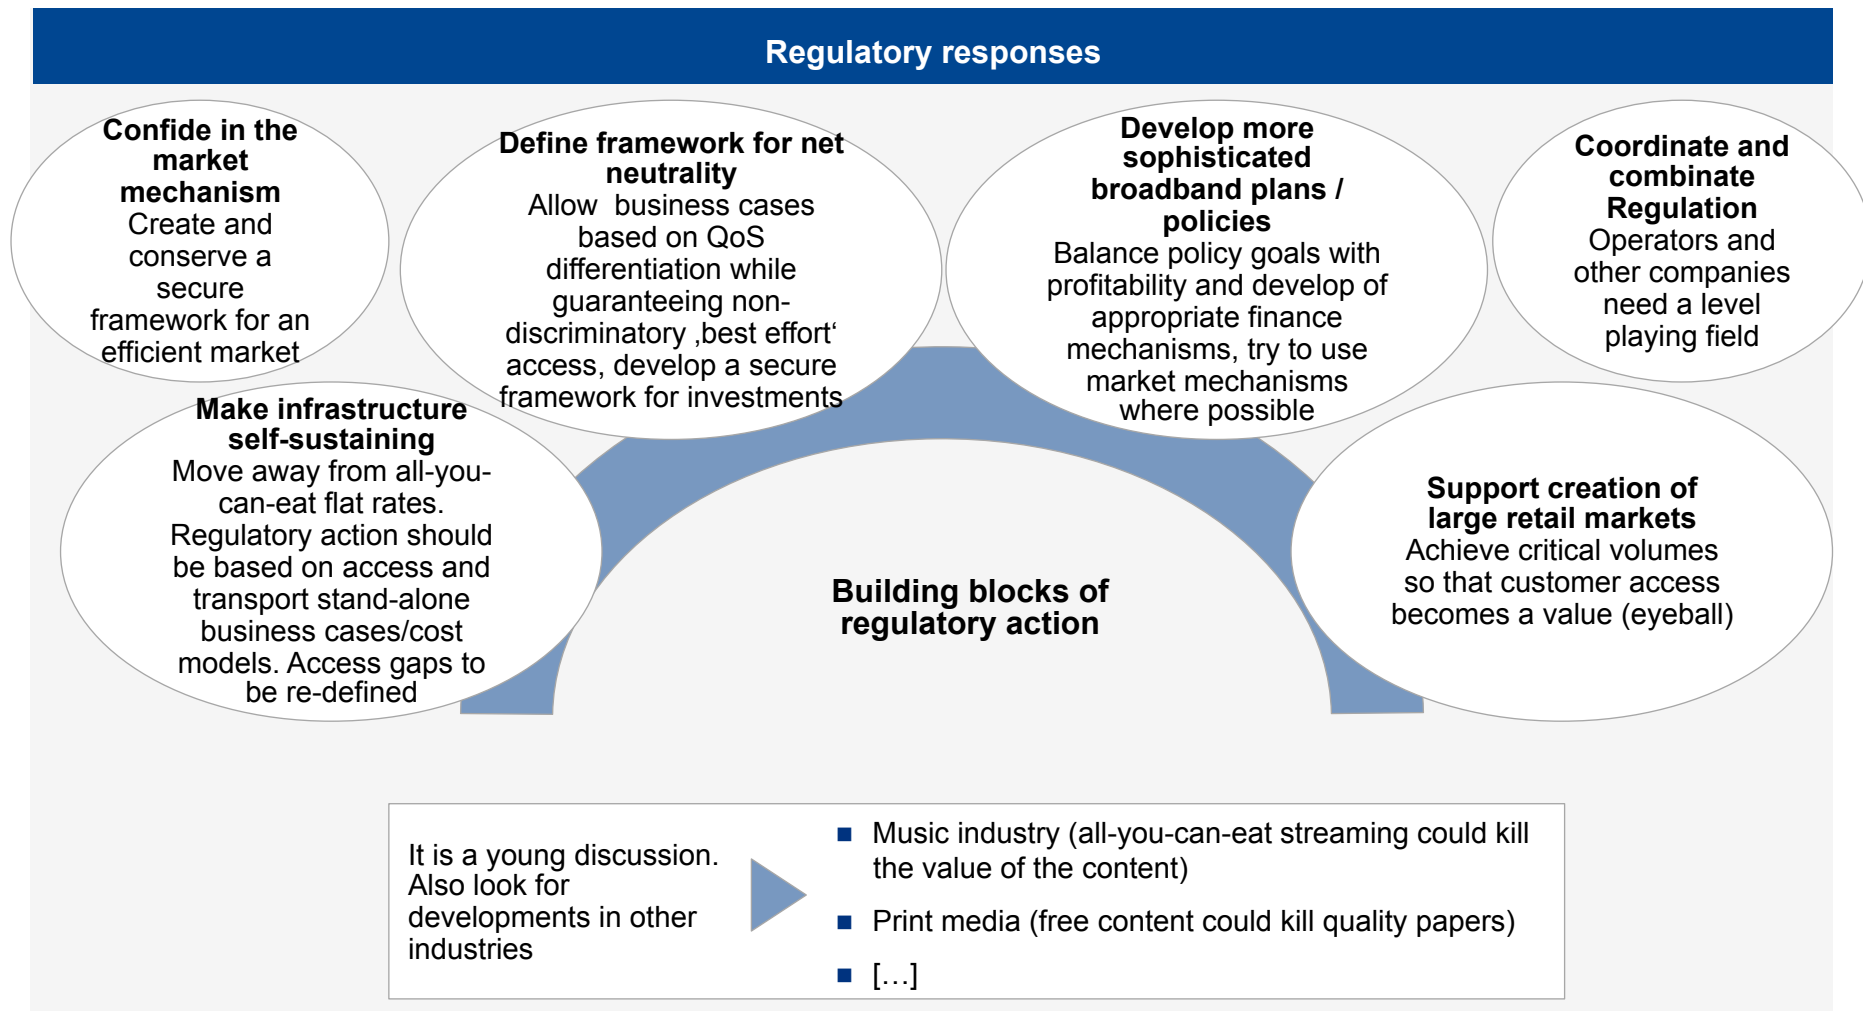 Regulatory responses
Confide in the
market
mechanism
Create and
conserve a
secure
framework for an
efficient market
Define framework for net
neutrality
Allow  business cases
based on QoS
differentiation while
guaranteeing non-
discriminatory ‚best effort‘
access, develop a secure
framework for investments
Develop more
sophisticated
broadband plans /
policies
Balance policy goals with
profitability and develop of
appropriate finance
mechanisms, try to use
market mechanisms
where possible
Coordinate and
combinate
Regulation
Operators and
other companies
need a level
playing field
Make infrastructure
self-sustaining
Move away from all-you-
can-eat flat rates.
Regulatory action should
be based on access and
transport stand-alone
business cases/cost
models. Access gaps to
be re-defined
Support creation of
large retail markets
Achieve critical volumes
so that customer access
becomes a value (eyeball)
Building blocks of
regulatory action
It is a young discussion.
Also look for
developments in other
industries
Music industry (all-you-can-eat streaming could kill
the value of the content)
Print media (free content could kill quality papers)
[…]